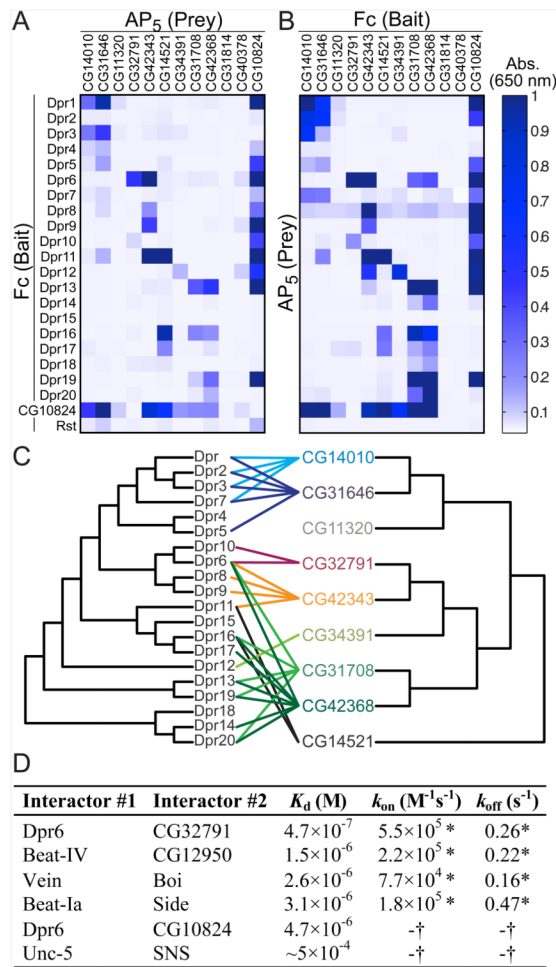 A
AP5 (Prey)
CG14010
CG31646
CG11320
CG32791
CG42343
CG14521
CG34391
CG31708
CG42368
CG31814
CG40378
CG10824
Fc (Bait)
Dpr1
Dpr2
Dpr3
Dpr4
Dpr5
Dpr6
Dpr7
Dpr8
Dpr9
Dpr10
Dpr11
Dpr12
Dpr13
Dpr14
Dpr15
Dpr16
Dpr17
Dpr18
Dpr19
Dpr20
CG10824
Rst
B
Fc (Bait)
CG14010
CG31646
CG11320
CG32791
CG42343
CG14521
CG34391
CG31708
CG42368
CG31814
CG40378
CG10824
AP5 (Prey)
Abs.
(650 nm)
1
0.9
0.8
0.7
0.6
0.5
0.4
0.3
0.2
0.1
C
Dpr
Dpr2
Dpr3
Dpr7
Dpr4
Dpr5
Dpr10
Dpr6
Dpr8
Dpr9
Dpr11
Dpr15
Dpr16
Dpr17
Dpr12
Dpr13
Dpr19
Dpr18
Dpr14
Dpr20
CG14010
CG31646
CG11320
CG32791
CG42343
CG34391
CG31708
CG42368
CG14521
D
Interactor #1 Interactor #2 Kd (M) kon (M-1s-1) koff (s-1)
Dpr6 CG32791 4.7×10-7 5.5×105 * 0.26*
Beat-IV CG12950 1.5×10-6 2.2×105 * 0.22*
Vein Boi 2.6×10-6 7.7×104 * 0.16*
Beat-Ia Side 3.1×10-6 1.8×105 * 0.47*
Dpr6 CG10824 4.7×10-6 -† -†
Unc-5 SNS ~5×10-4 -† -†